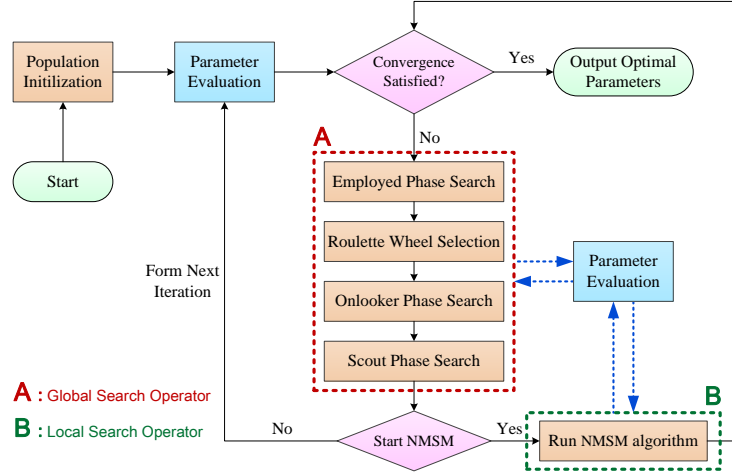 Population
Initilization
Parameter
Evaluation
Convergence
Satisfied?
Yes
Output Optimal
Parameters
Start
No
A
Employed Phase Search
Roulette Wheel Selection
Onlooker Phase Search
Scout Phase Search
Form Next
Iteration
Parameter
Evaluation
A : Global Search Operator
B : Local Search Operator
No
Start NMSM
Yes
B
Run NMSM algorithm